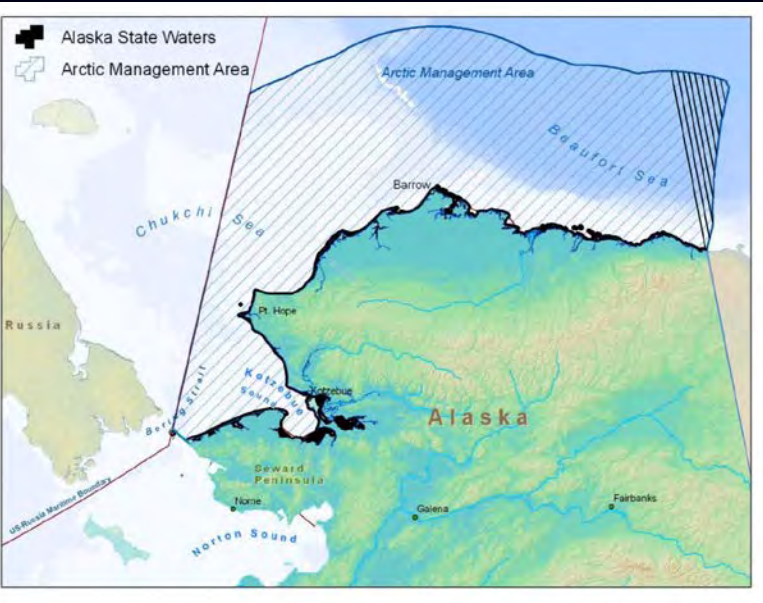 Alaska State Waters
Arctic Management Area
Arctic Management Area
Beaufort Sea
Barrow
Chukchi Sea
Pt. Hope
Russia
Kotzebue
Sound
Kotzebue
Bering Strait
Alaska
Seward
Peninsula
US-Russia Maritime Boundary
Nome
Galena
Fairbanks
Norton Sound